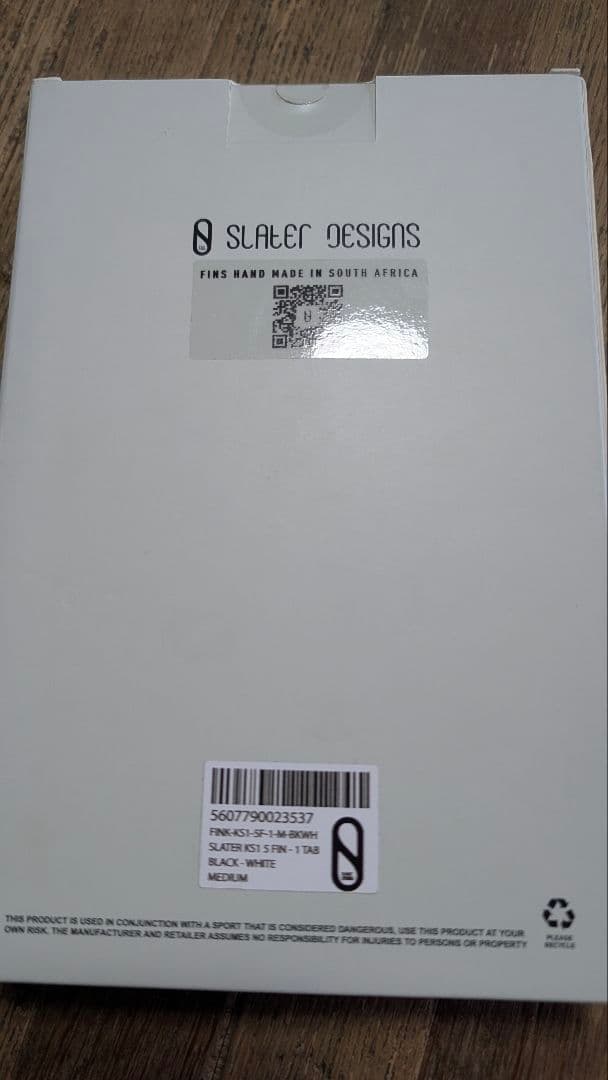 SLATER DESIGNS
FINS HAND MADE IN SOUTH AFRICA
5607790023537
FINK-KS1-5F-1-M-BKWH
SLATER KS1 5 FIN - 1 TAB
BLACK - WHITE
MEDIUM
THIS PRODUCT IS USED IN CONJUNCTION WITH A SPORT THAT IS CONSIDERED DANGEROUS, USE THIS PRODUCT AT YOUR
OWN RISK. THE MANUFACTURER AND RETAILER ASSUMES NO RESPONSIBILITY FOR INJURIES TO PERSONS OR PROPERTY
PLEASE
RECYCLE